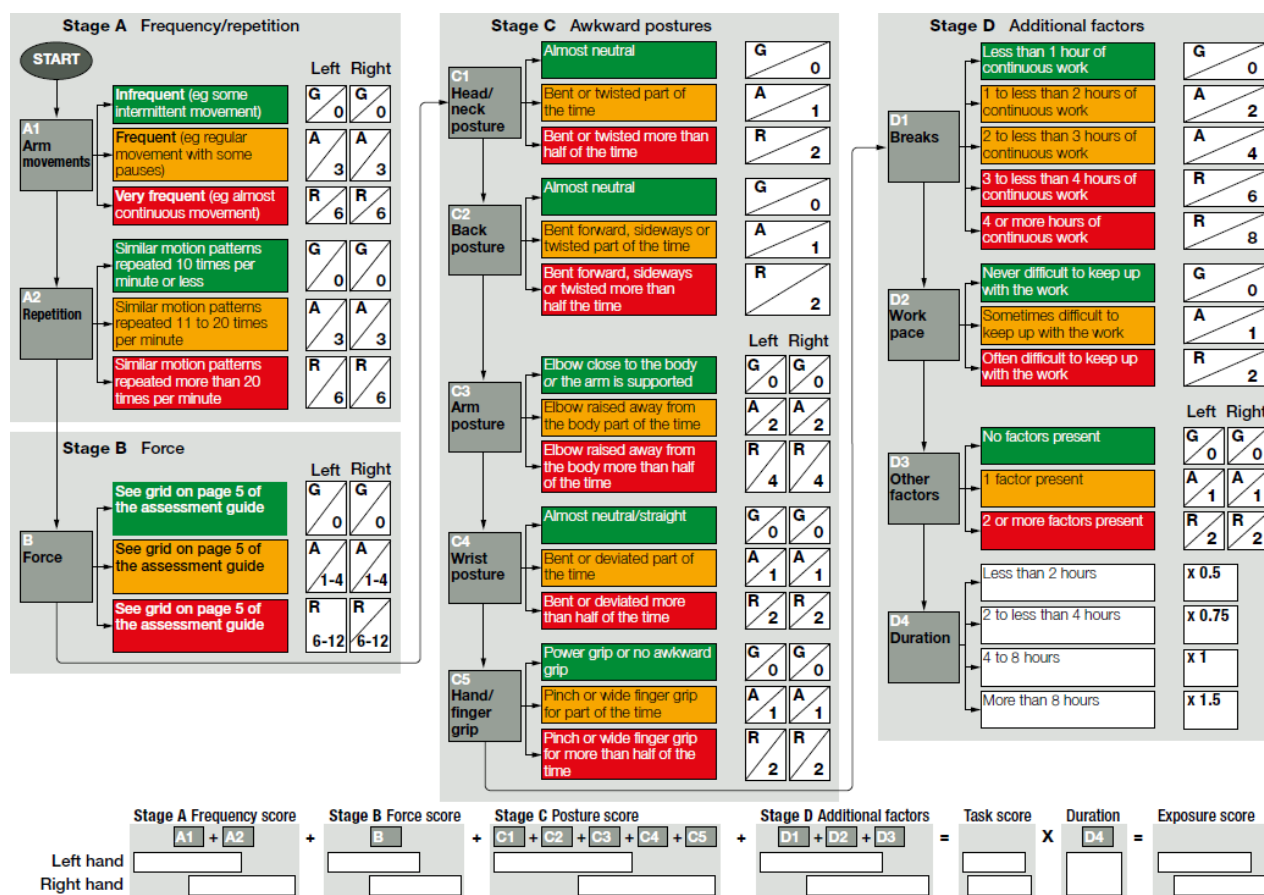 Stage A Frequency/repetition
START
Left Right
A1
Arm
movements
Infrequent (eg some
intermittent movement)
G G
0 0
Frequent (eg regular
movement with some
pauses)
A A
3 3
Very frequent (eg almost
continuous movement)
R R
6 6
A2
Repetition
Similar motion patterns
repeated 10 times per
minute or less
G G
0 0
Similar motion patterns
repeated 11 to 20 times
per minute
A A
3 3
Similar motion patterns
repeated more than 20
times per minute
R R
6 6
Stage B Force
Left Right
B
Force
See grid on page 5 of
the assessment guide
G G
0 0
See grid on page 5 of
the assessment guide
A A
1-4 1-4
See grid on page 5 of
the assessment guide
R R
6-12 6-12
Stage C Awkward postures
C1
Head/
neck
posture
Almost neutral
G
0
Bent or twisted part of
the time
A
1
Bent or twisted more than
half of the time
R
2
C2
Back
posture
Almost neutral
G
0
Bent forward, sideways or
twisted part of the time
A
1
Bent forward, sideways
or twisted more than
half the time
R
2
Left Right
C3
Arm
posture
Elbow close to the body
or the arm is supported
G G
0 0
Elbow raised away from
the body part of the time
A A
2 2
Elbow raised away from
the body more than half
of the time
R R
4 4
C4
Wrist
posture
Almost neutral/straight
G G
0 0
Bent or deviated part of
the time
A A
1 1
Bent or deviated more
than half of the time
R R
2 2
C5
Hand/
finger
grip
Power grip or no awkward
grip
G G
0 0
Pinch or wide finger grip
for part of the time
A A
1 1
Pinch or wide finger grip
for more than half of the
time
R R
2 2
Stage D Additional factors
D1
Breaks
Less than 1 hour of
continuous work
G
0
1 to less than 2 hours of
continuous work
A
2
2 to less than 3 hours of
continuous work
A
4
3 to less than 4 hours of
continuous work
R
6
4 or more hours of
continuous work
R
8
D2
Work
pace
Never difficult to keep up
with the work
G
0
Sometimes difficult to
keep up with the work
A
1
Often difficult to keep up
with the work
R
2
Left Right
D3
Other
factors
No factors present
G G
0 0
1 factor present
A A
1 1
2 or more factors present
R R
2 2
D4
Duration
Less than 2 hours
x 0.5
2 to less than 4 hours
x 0.75
4 to 8 hours
x 1
More than 8 hours
x 1.5
Stage A Frequency score Stage B Force score Stage C Posture score Stage D Additional factors Task score Duration Exposure score
A1 + A2 + B + C1 + C2 + C3 + C4 + C5 + D1 + D2 + D3 = X D4 =
Left hand
Right hand